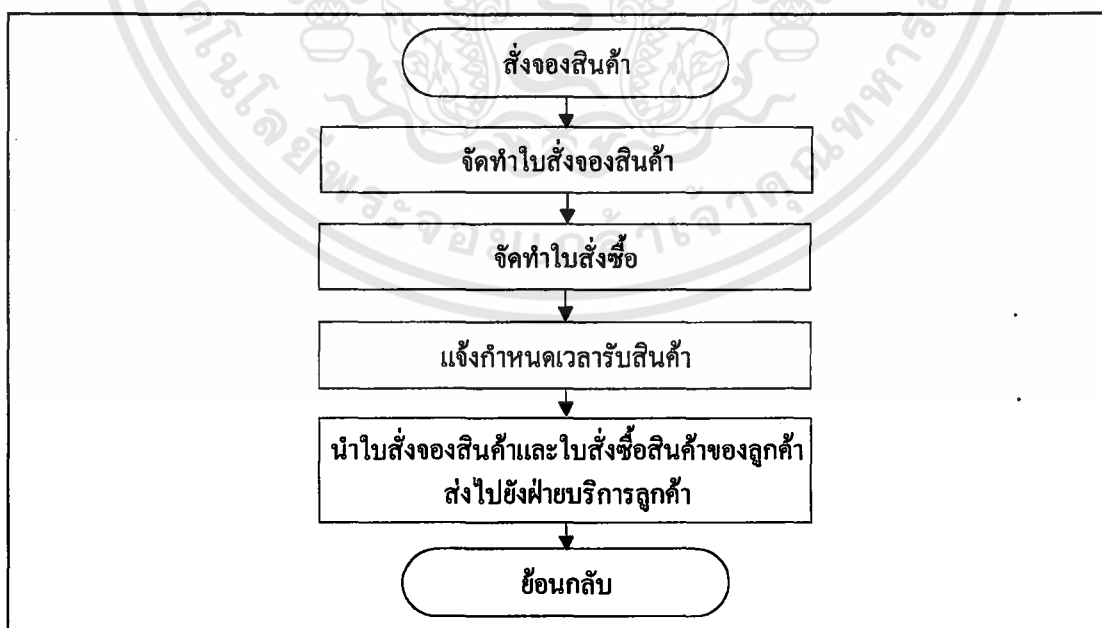 สั่งจองสินค้า
จัดทำใบสั่งจองสินค้า
จัดทำใบสั่งซื้อ
แจ้งกำหนดเวลารับสินค้า
นำใบสั่งจองสินค้าและใบสั่งซื้อสินค้าของลูกค้า
ส่งไปยังฝ่ายบริการลูกค้า
ย้อนกลับ